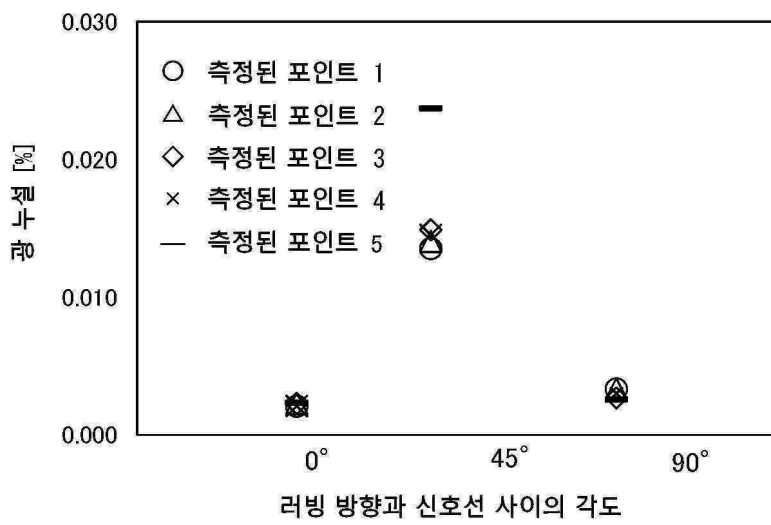 0.030
0.020
0.010
0.000
광 누설 [%]
측정된 포인트 1
측정된 포인트 2
측정된 포인트 3
측정된 포인트 4
측정된 포인트 5
0° 45° 90°
러빙 방향과 신호선 사이의 각도